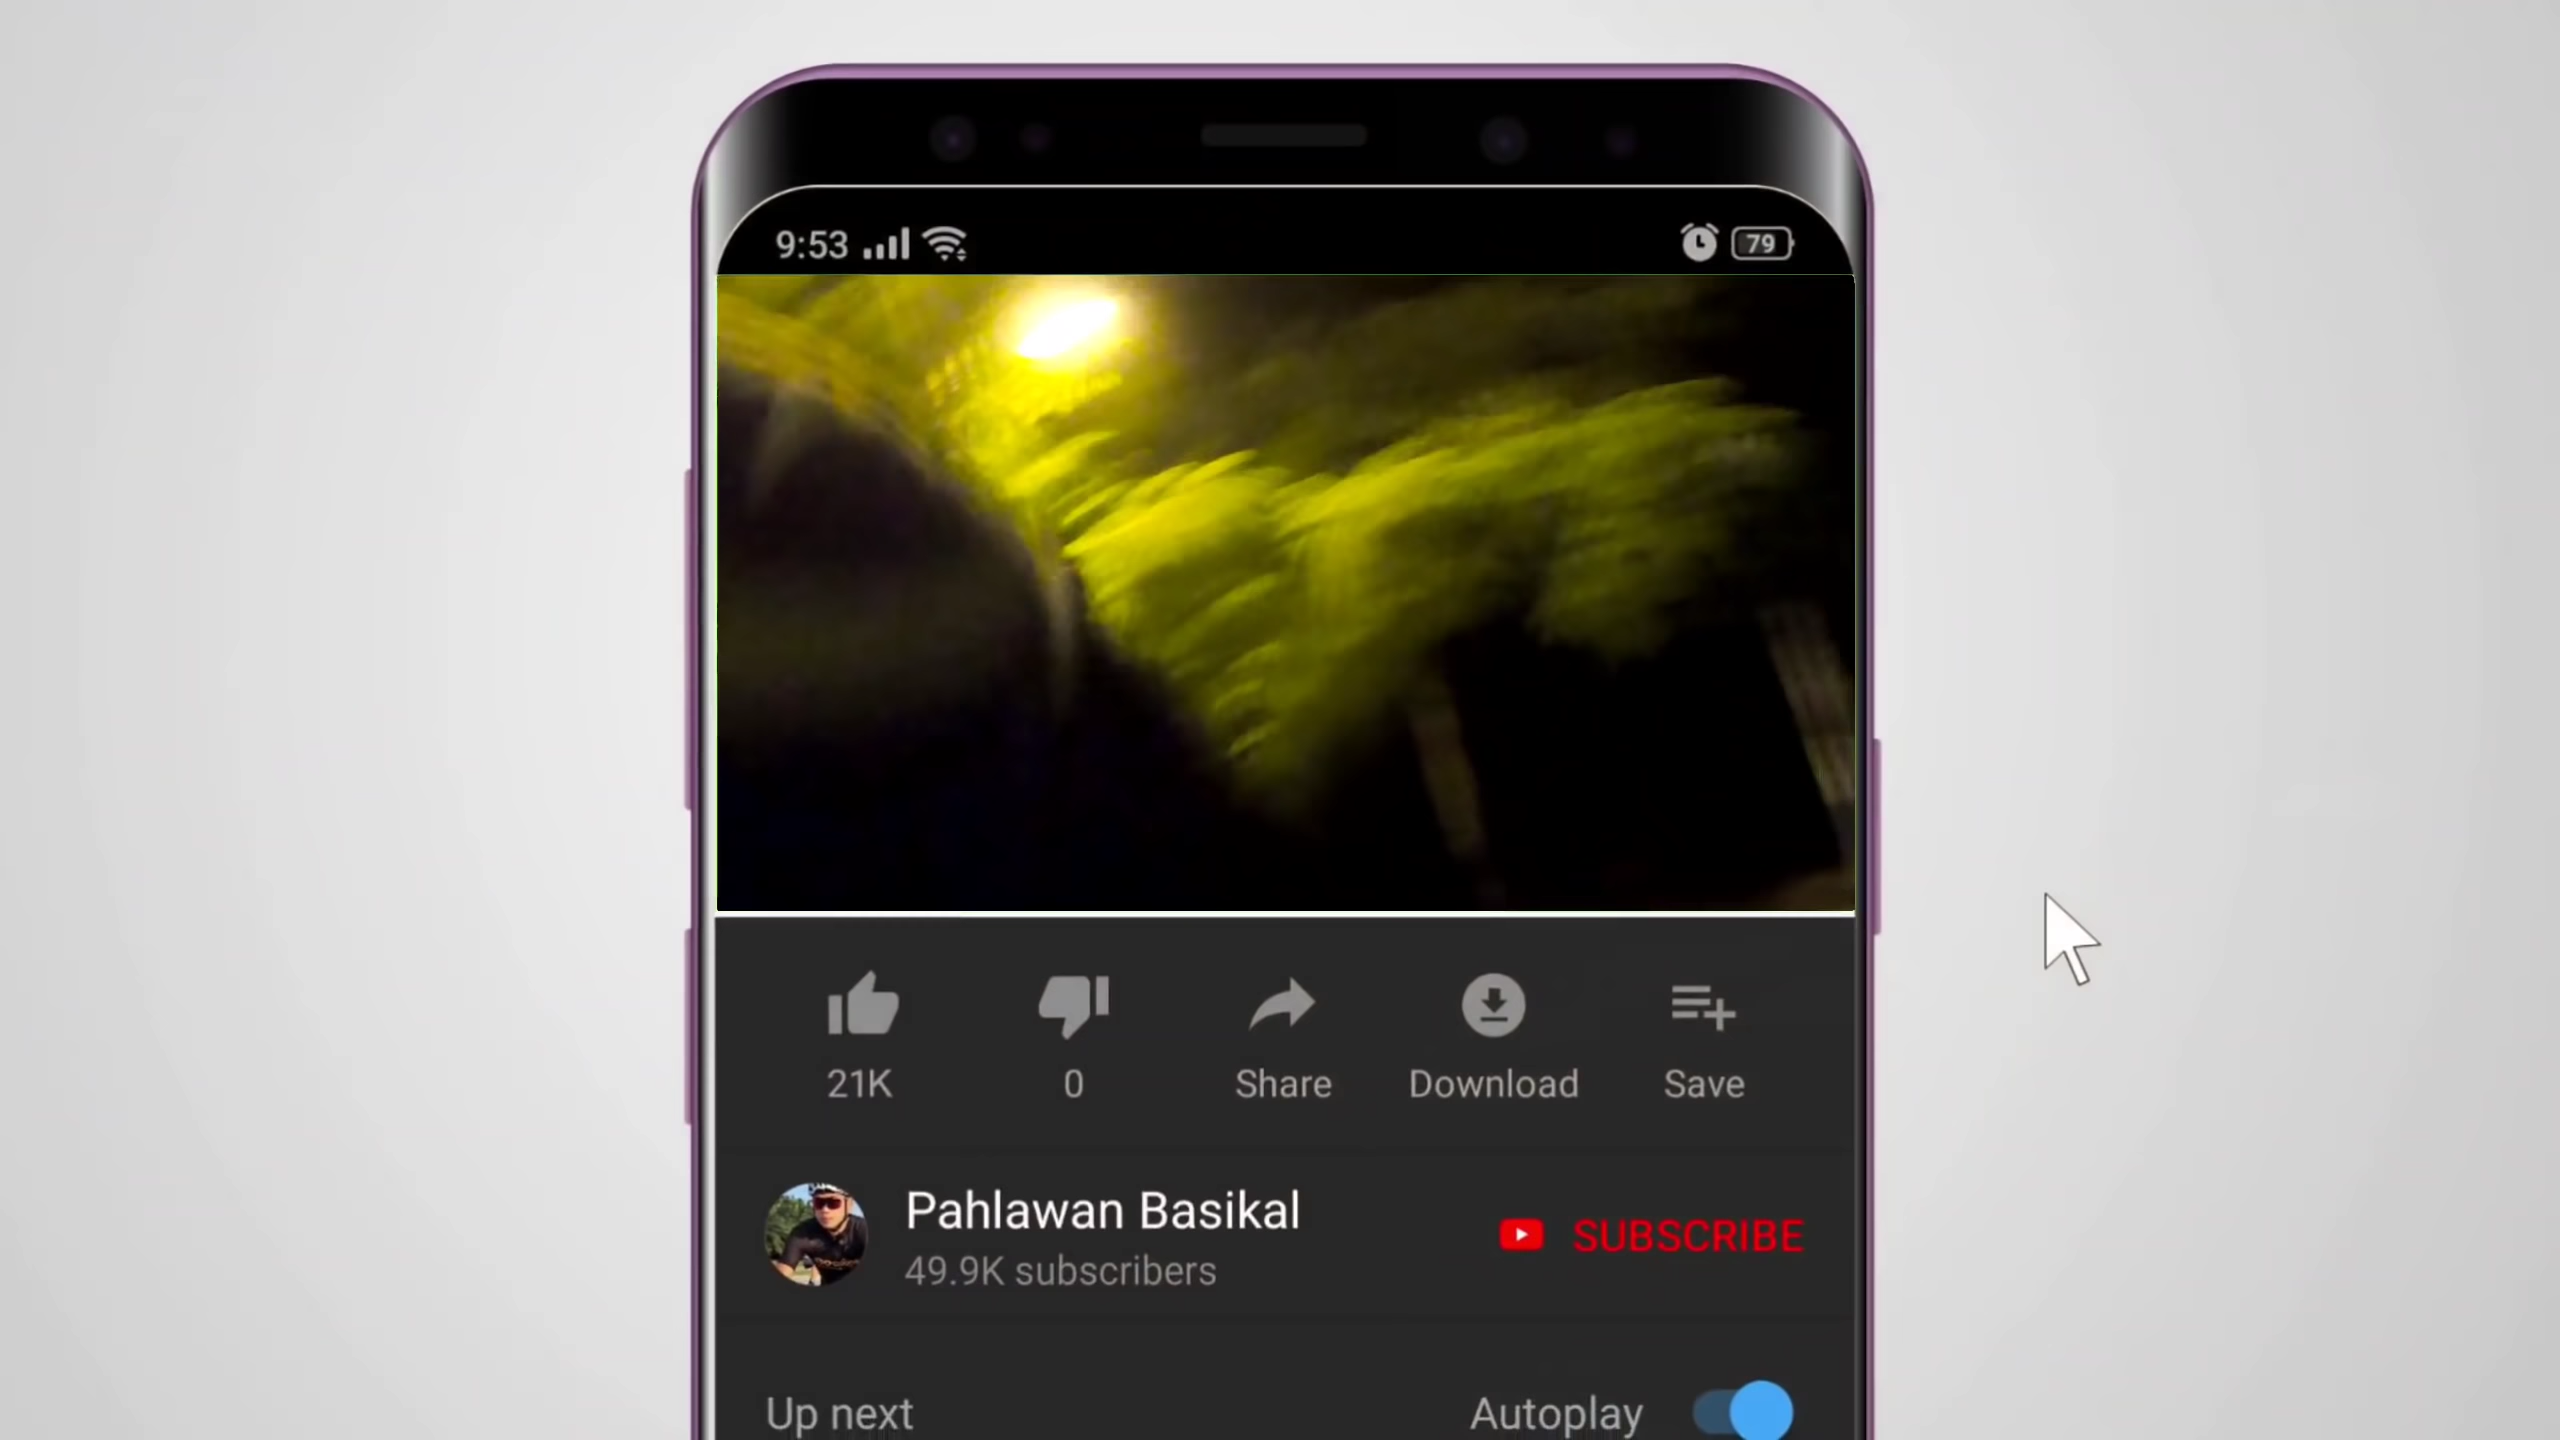 9:53
79
21K
0
Share
Download
Save
Pahlawan Basikal
49.9K subscribers
SUBSCRIBE
Up next
Autoplay